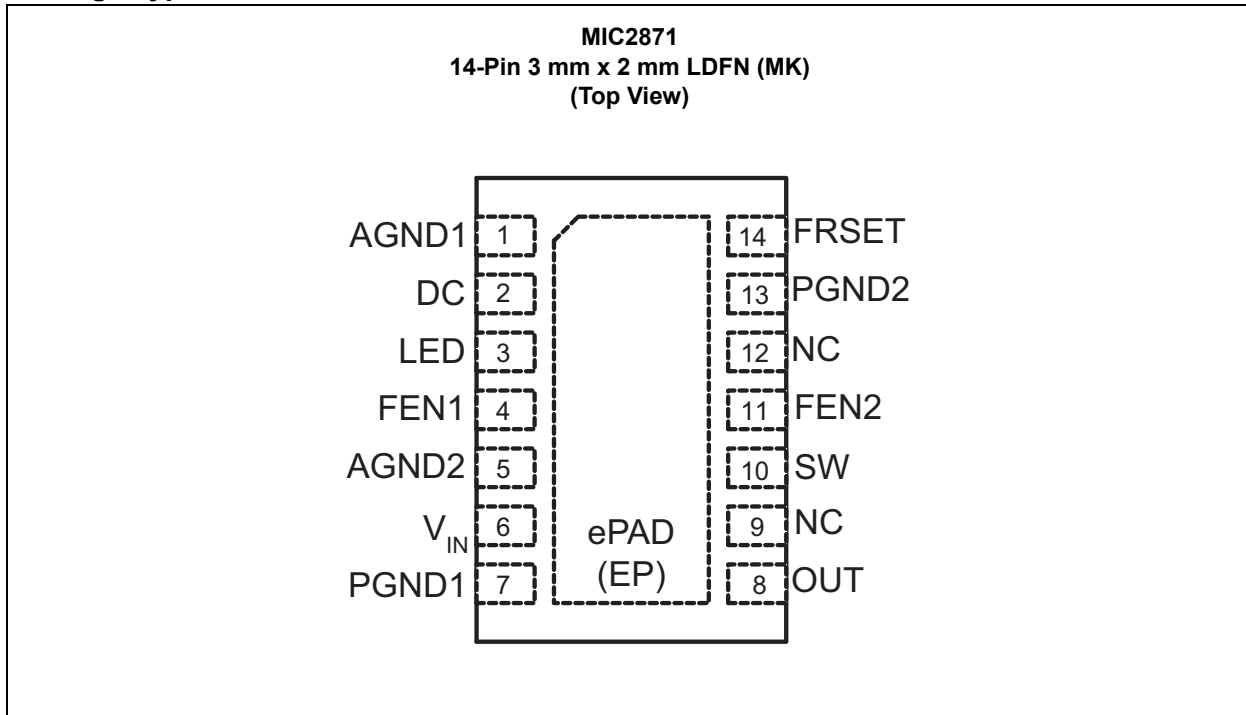 MIC2871
14-Pin 3 mm x 2 mm LDFN (MK)
(Top View)
AGND1 1
14 FRSET
DC 2
13 PGND2
LED 3
12 NC
FEN1 4
11 FEN2
AGND2 5
10 SW
VIN 6
9 NC
PGND1 7
8 OUT
ePAD
(EP)